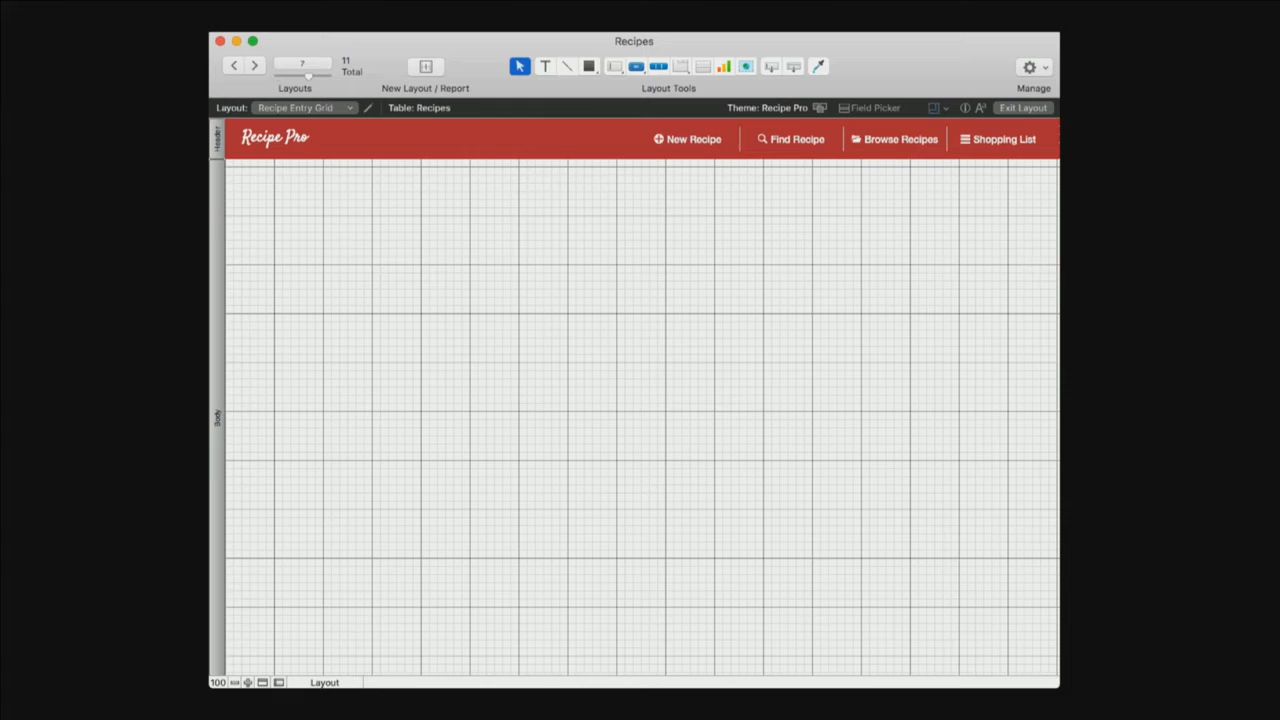 Recipes
7
11
Total
Layouts
New Layout / Report
Layout Tools
Manage
Layout: Recipe Entry Grid
Table: Recipes
Theme: Recipe Pro
Field Picker
Exit Layout
Header
Recipe Pro
New Recipe
Find Recipe
Browse Recipes
Shopping List
Body
100
Layout